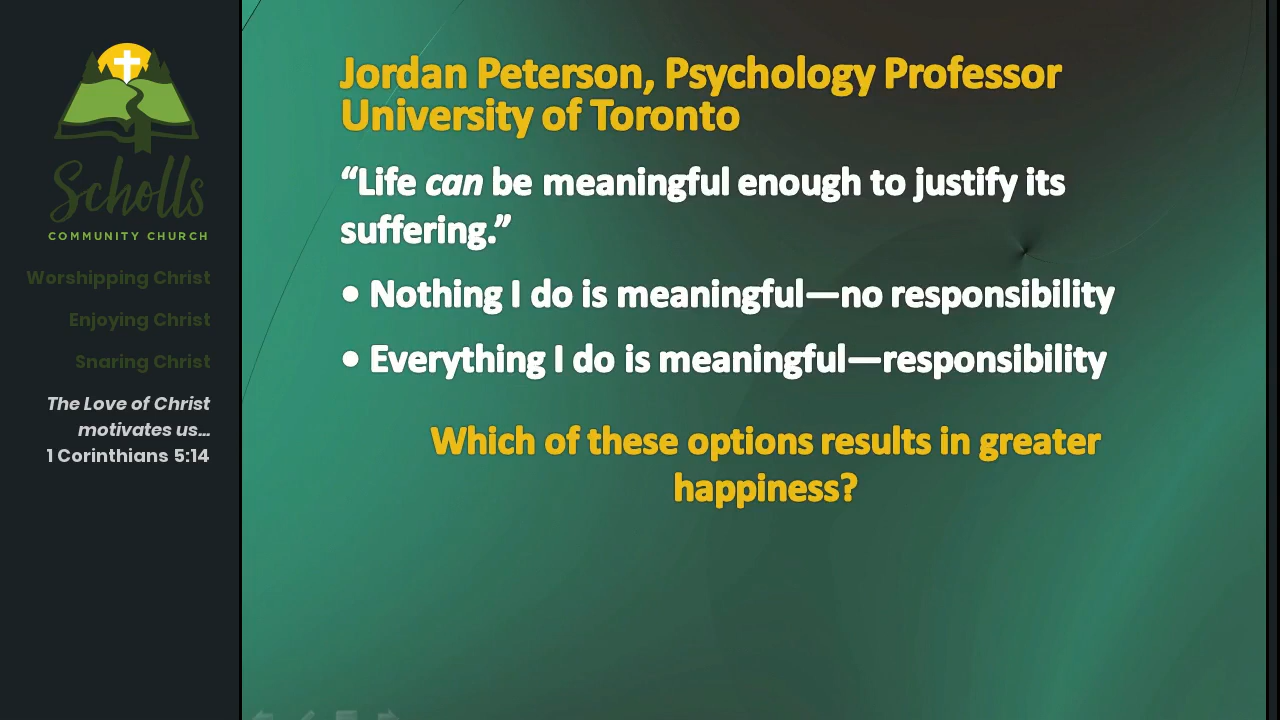 Scholls
COMMUNITY CHURCH
Worshipping Christ
Enjoying Christ
Snaring Christ
The Love of Christ
motivates us...
1 Corinthians 5:14
Jordan Peterson, Psychology Professor
University of Toronto
“Life can be meaningful enough to justify its
suffering.”
• Nothing I do is meaningful—no responsibility
• Everything I do is meaningful—responsibility
Which of these options results in greater
happiness?